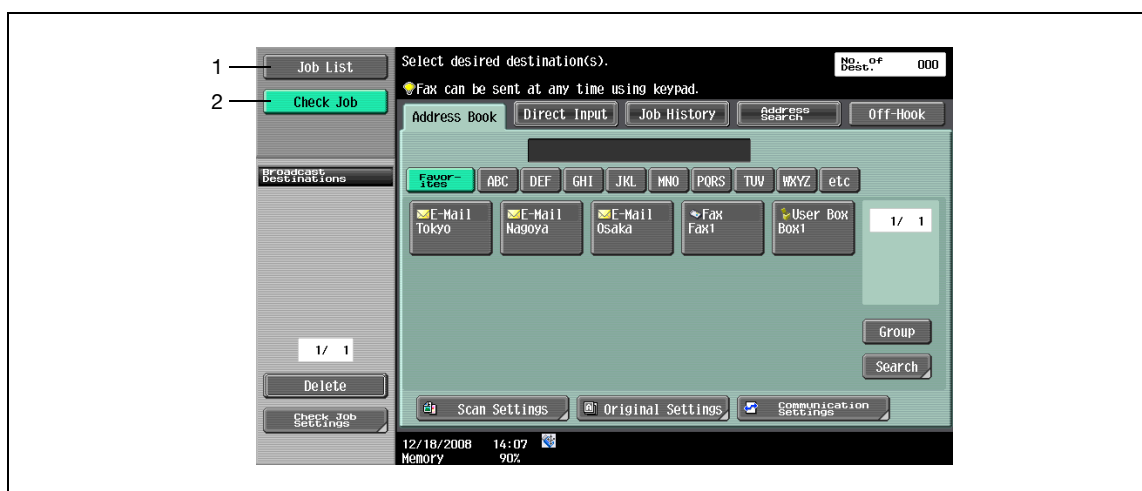 1
Job List
2
Check Job
Broadcast
Destinations
1/ 1
Delete
Check Job
Settings
Select desired destination(s).
No. of
Dest. 000
Fax can be sent at any time using keypad.
Address Book Direct Input Job History Address
Search Off-Hook
Favor-
ites ABC DEF GHI JKL MNO PQRS TUV WXYZ etc
E-Mail
Tokyo
E-Mail
Nagoya
E-Mail
Osaka
Fax
Fax1
User Box
Box1
1/ 1
Group
Search
Scan Settings Original Settings Communication
Settings
12/18/2008 14:07
Memory 90%